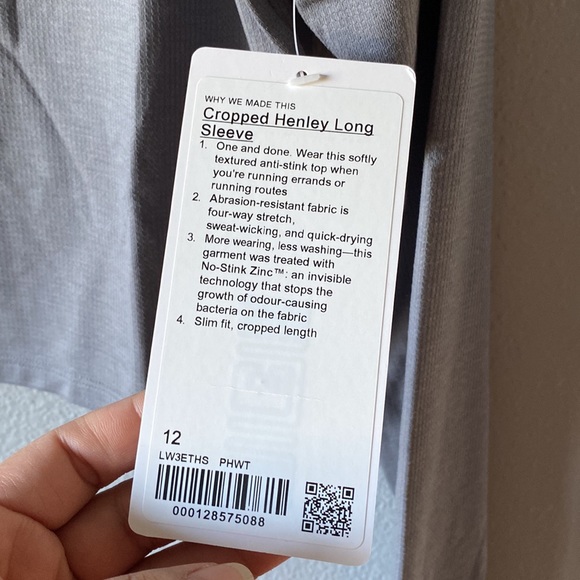 WHY WE MADE THIS
Cropped Henley Long
Sleeve
1. One and done. Wear this softly
textured anti-stink top when
you're running errands or
running routes
2. Abrasion-resistant fabric is
four-way stretch,
sweat-wicking, and quick-drying
3. More wearing, less washing—this
garment was treated with
No-Stink Zinc™: an invisible
technology that stops the
growth of odour-causing
bacteria on the fabric
4. Slim fit, cropped length
12
LW3ETHS PHWT
000128575088